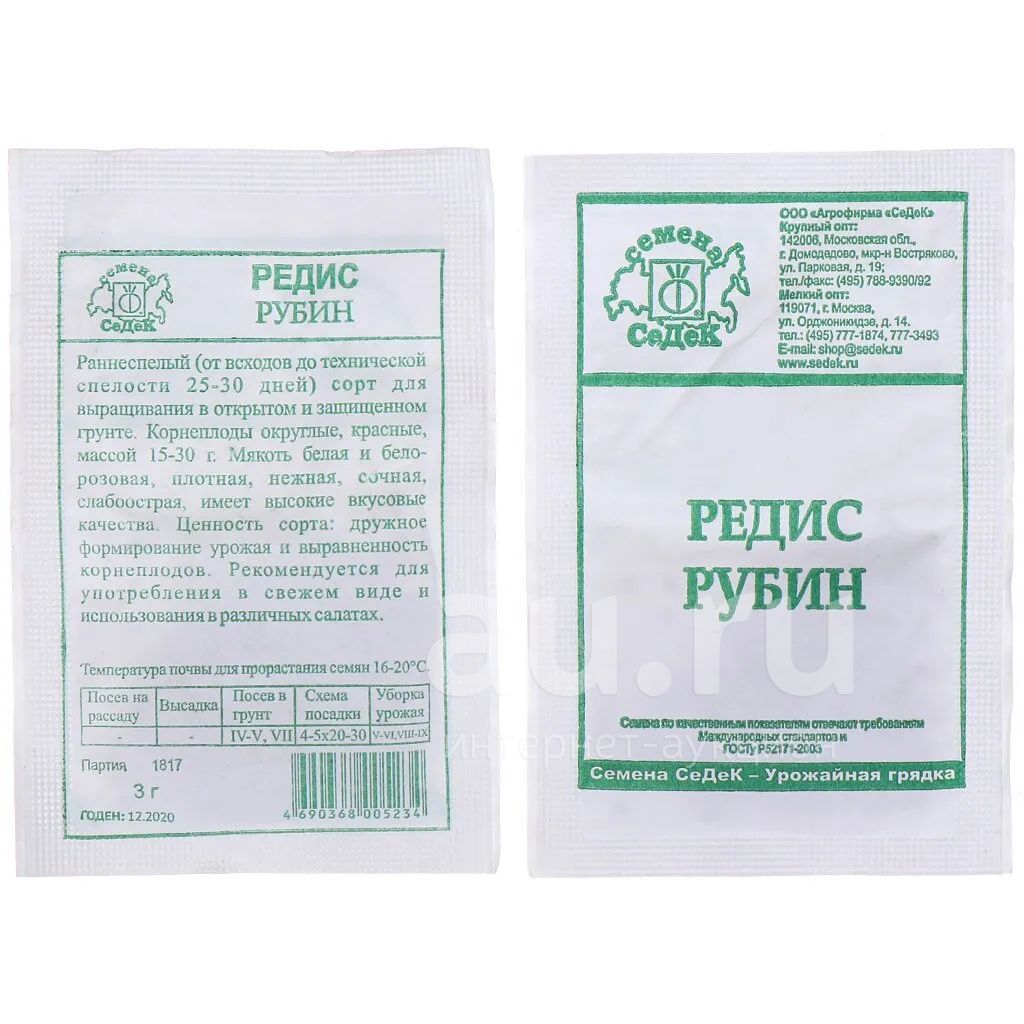 семена
СеДеК
РЕДИС
РУБИН
Раннеспелый (от всходов до технической
спелости 25-30 дней) сорт для
выращивания в открытом и защищенном
грунте. Корнеплоды округлые, красные,
массой 15-30 г. Мякоть белая и бело-
розовая, плотная, нежная, сочная,
слабоострая, имеет высокие вкусовые
качества. Ценность сорта: дружное
формирование урожая и выравненность
корнеплодов. Рекомендуется для
употребления в свежем виде и
использования в различных салатах.
Температура почвы для прорастания семян 16-20°С.
Посев на рассаду Высадка Посев в грунт Схема посадки Уборка урожая
- - IV-V, VII 4-5х20-30 V-VI,VIII-IX
Партия 1817
3 г
ГОДЕН: 12.2020
4 690368 005234
семена
СеДеК
ООО «Агрофирма «СеДеК»
Крупный опт:
142006, Московская обл.,
г. Домодедово, мкр-н Востряково,
ул. Парковая, д. 19;
тел./факс: (495) 788-9390/92
Мелкий опт:
119071, г. Москва,
ул. Орджоникидзе, д. 14.
тел.: (495) 777-1874, 777-3493
E-mail: shop@sedek.ru
www.sedek.ru
РЕДИС
РУБИН
Семена по качественным показателям отвечают требованиям
Международных стандартов и
ГОСТу Р52171-2003
Семена СеДеК – Урожайная грядка
au.ru
интернет-аукцион